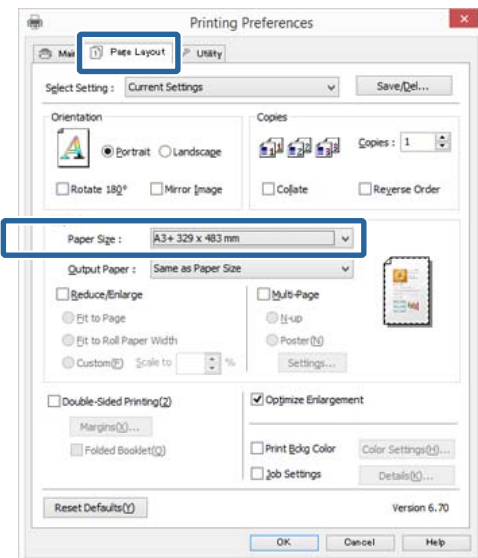 Printing Preferences
Main Page Layout Utility
Select Setting : Current Settings Save/Del...
Orientation Copies
Portrait Landscape Copies : 1
Rotate 180° Mirror Image Collate Reverse Order
Paper Size : A3+ 329 x 483 mm
Output Paper : Same as Paper Size
Reduce/Enlarge Multi-Page
Fit to Page N-up
Fit to Roll Paper Width Poster(N)
Custom(F) Scale to % Settings...
Double-Sided Printing(2) Optimize Enlargement
Margins(X)...
Folded Booklet(Q) Print Bckg Color Color Settings(H)...
Job Settings Details(K)...
Reset Defaults(Y) Version 6.70
OK Cancel Help